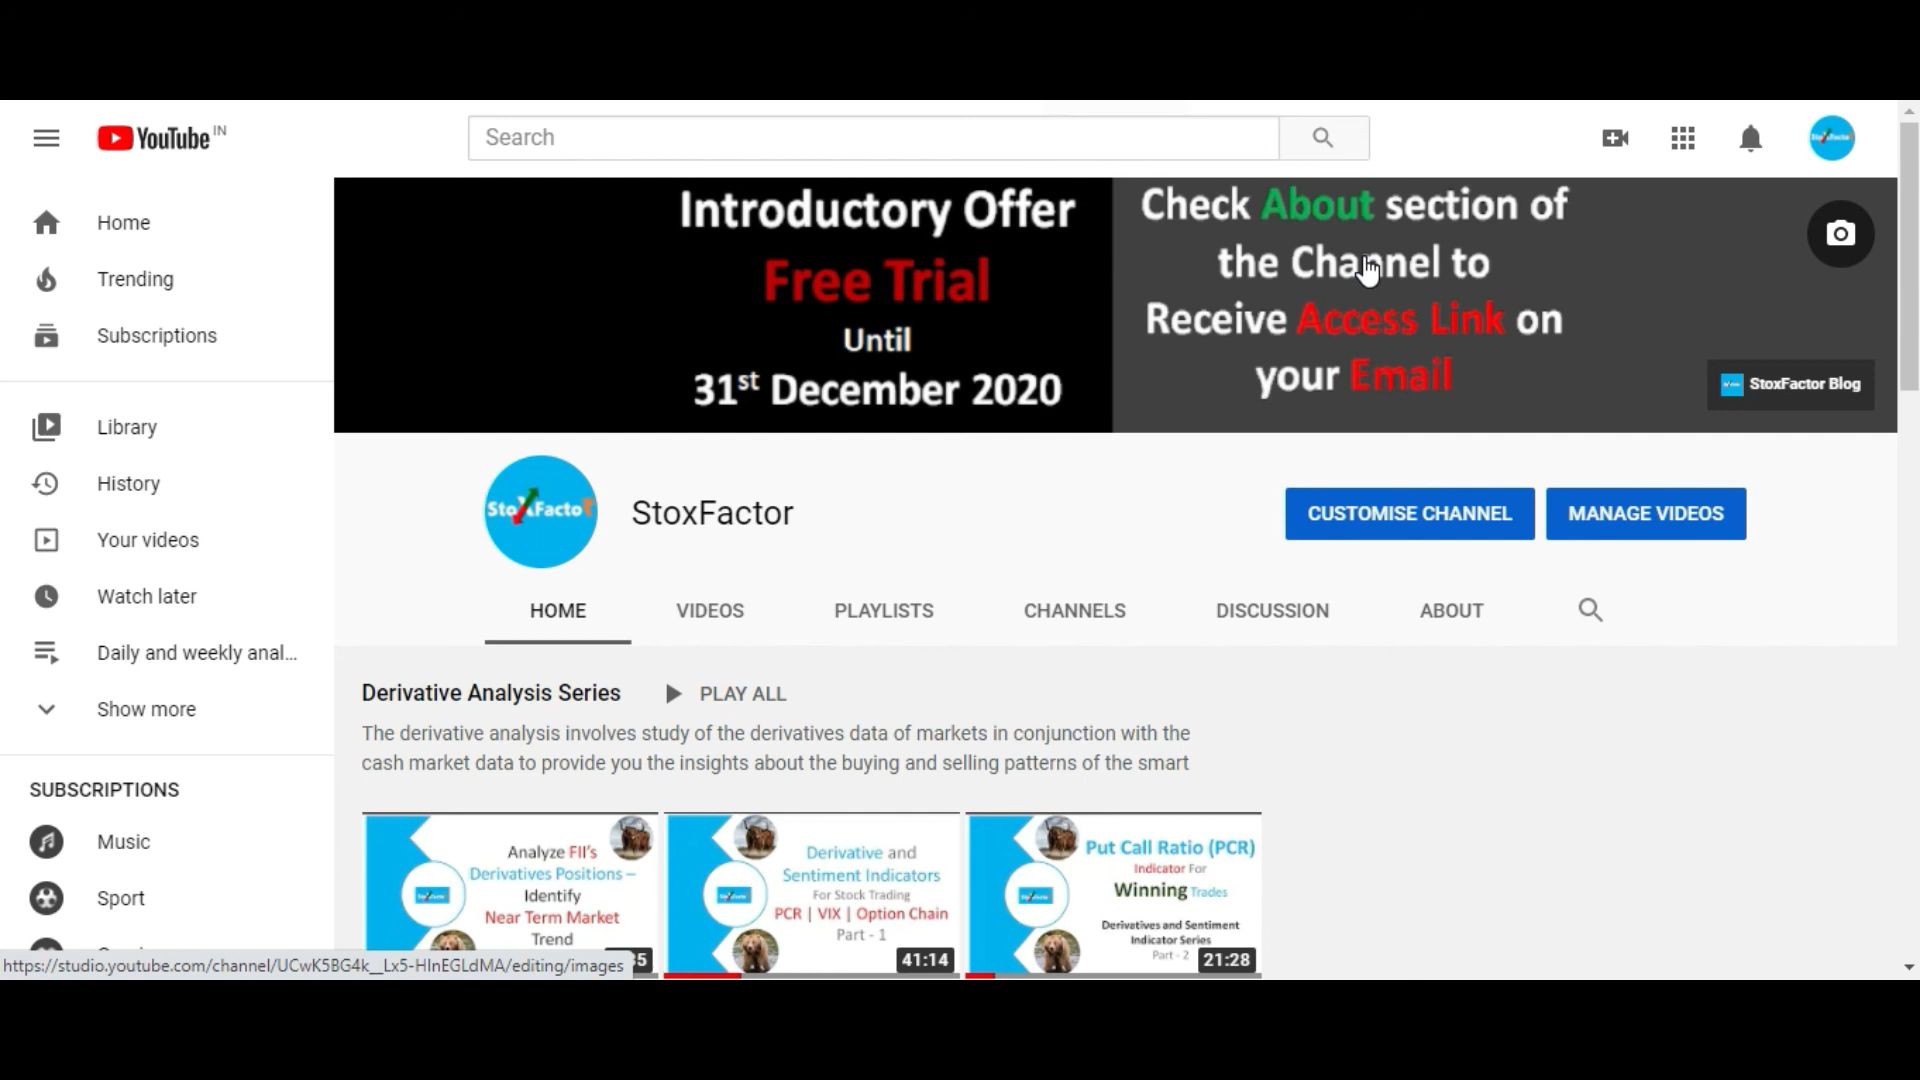 YouTube IN
Search
Home
Trending
Subscriptions
Library
History
Your videos
Watch later
Daily and weekly anal...
Show more
SUBSCRIPTIONS
Music
Sport
Introductory Offer
Free Trial
Until
31st December 2020
Check About section of
the Channel to
Receive Access Link on
your Email
StoxFactor Blog
StoxFactor
StoxFactor
CUSTOMISE CHANNEL
MANAGE VIDEOS
HOME
VIDEOS
PLAYLISTS
CHANNELS
DISCUSSION
ABOUT
Derivative Analysis Series
PLAY ALL
The derivative analysis involves study of the derivatives data of markets in conjunction with the
cash market data to provide you the insights about the buying and selling patterns of the smart
Analyze FII's
Derivatives Positions –
Identify
Near Term Market
Trend
35
Derivative and
Sentiment Indicators
For Stock Trading
PCR | VIX | Option Chain
Part - 1
41:14
Put Call Ratio (PCR)
Indicator For
Winning Trades
Derivatives and Sentiment
Indicator Series
Part - 2
21:28
https://studio.youtube.com/channel/UCwK5BG4k__Lx5-HInEGLdMA/editing/images